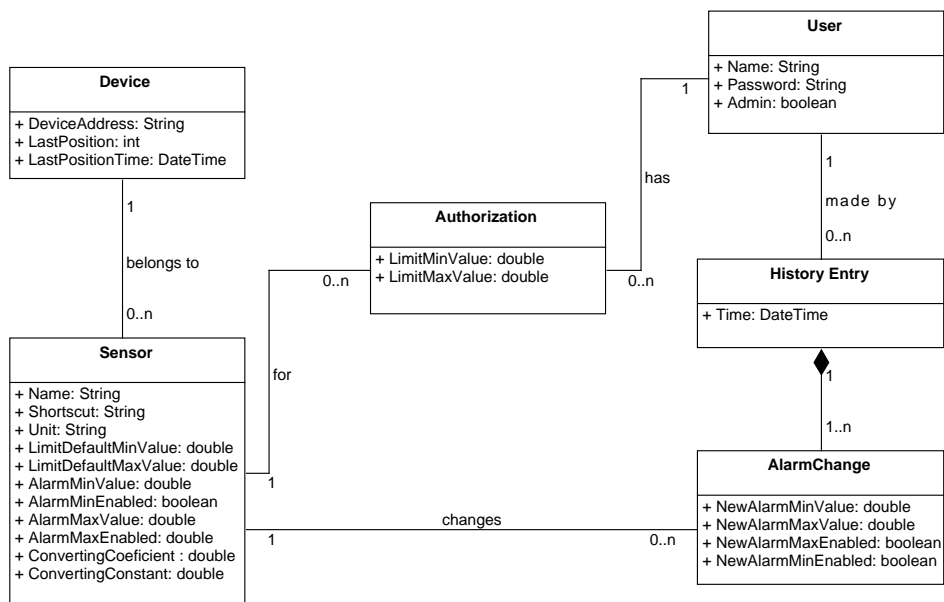 User
+ Name: String
+ Password: String
+ Admin: boolean
Device
+ DeviceAddress: String
+ LastPosition: int
+ LastPositionTime: DateTime
1
has
1
made by
0..n
1
belongs to
0..n
Authorization
+ LimitMinValue: double
+ LimitMaxValue: double
0..n
0..n
History Entry
+ Time: DateTime
1
1..n
Sensor
+ Name: String
+ Shortscut: String
+ Unit: String
+ LimitDefaultMinValue: double
+ LimitDefaultMaxValue: double
+ AlarmMinValue: double
+ AlarmMinEnabled: boolean
+ AlarmMaxValue: double
+ AlarmMaxEnabled: double
+ ConvertingCoeficient : double
+ ConvertingConstant: double
for
1
changes
1
0..n
AlarmChange
+ NewAlarmMinValue: double
+ NewAlarmMaxValue: double
+ NewAlarmMaxEnabled: boolean
+ NewAlarmMinEnabled: boolean